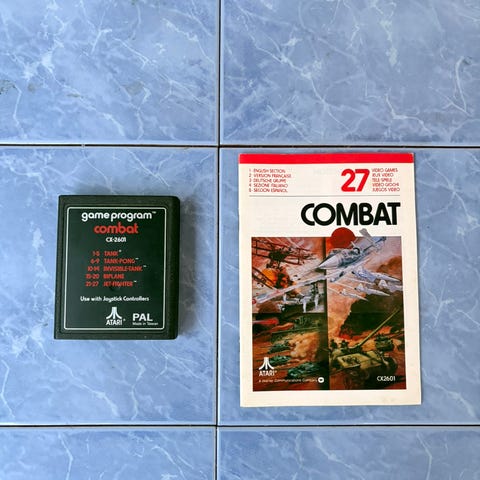 game program™
combat
CX-2601
1-5 TANK®
6-9 TANK-PONG™
10-14 INVISIBLE-TANK™
15-20 BIPLANE
21-27 JET-FIGHTER™
Use with Joystick Controllers
ATARI® PAL
Made in Taiwan
1 ENGLISH SECTION
2 VERSION FRANÇAISE
3 DEUTSCHE GRUPPE
4 SEZIONE ITALIANO
5 SECCION ESPAÑOL
27
VIDEO GAMES
JEUX VIDÉO
TELE SPIELE
VIDEO GIOCHI
JUEGOS VIDEO
COMBAT
ATARI®
A Warner Communications Company
CX2601